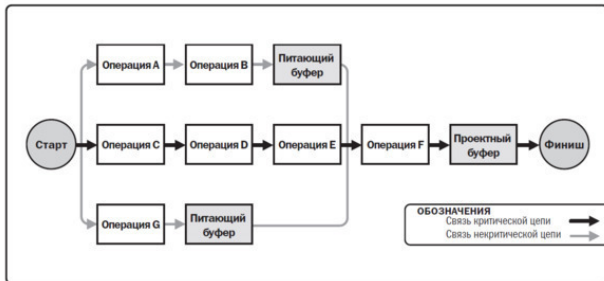 Операция A
Операция B
Питающий
буфер
Старт
Операция C
Операция D
Операция E
Операция F
Проектный
буфер
Финиш
Операция G
Питающий
буфер
ОБОЗНАЧЕНИЯ
Связь критической цепи
Связь некритической цепи